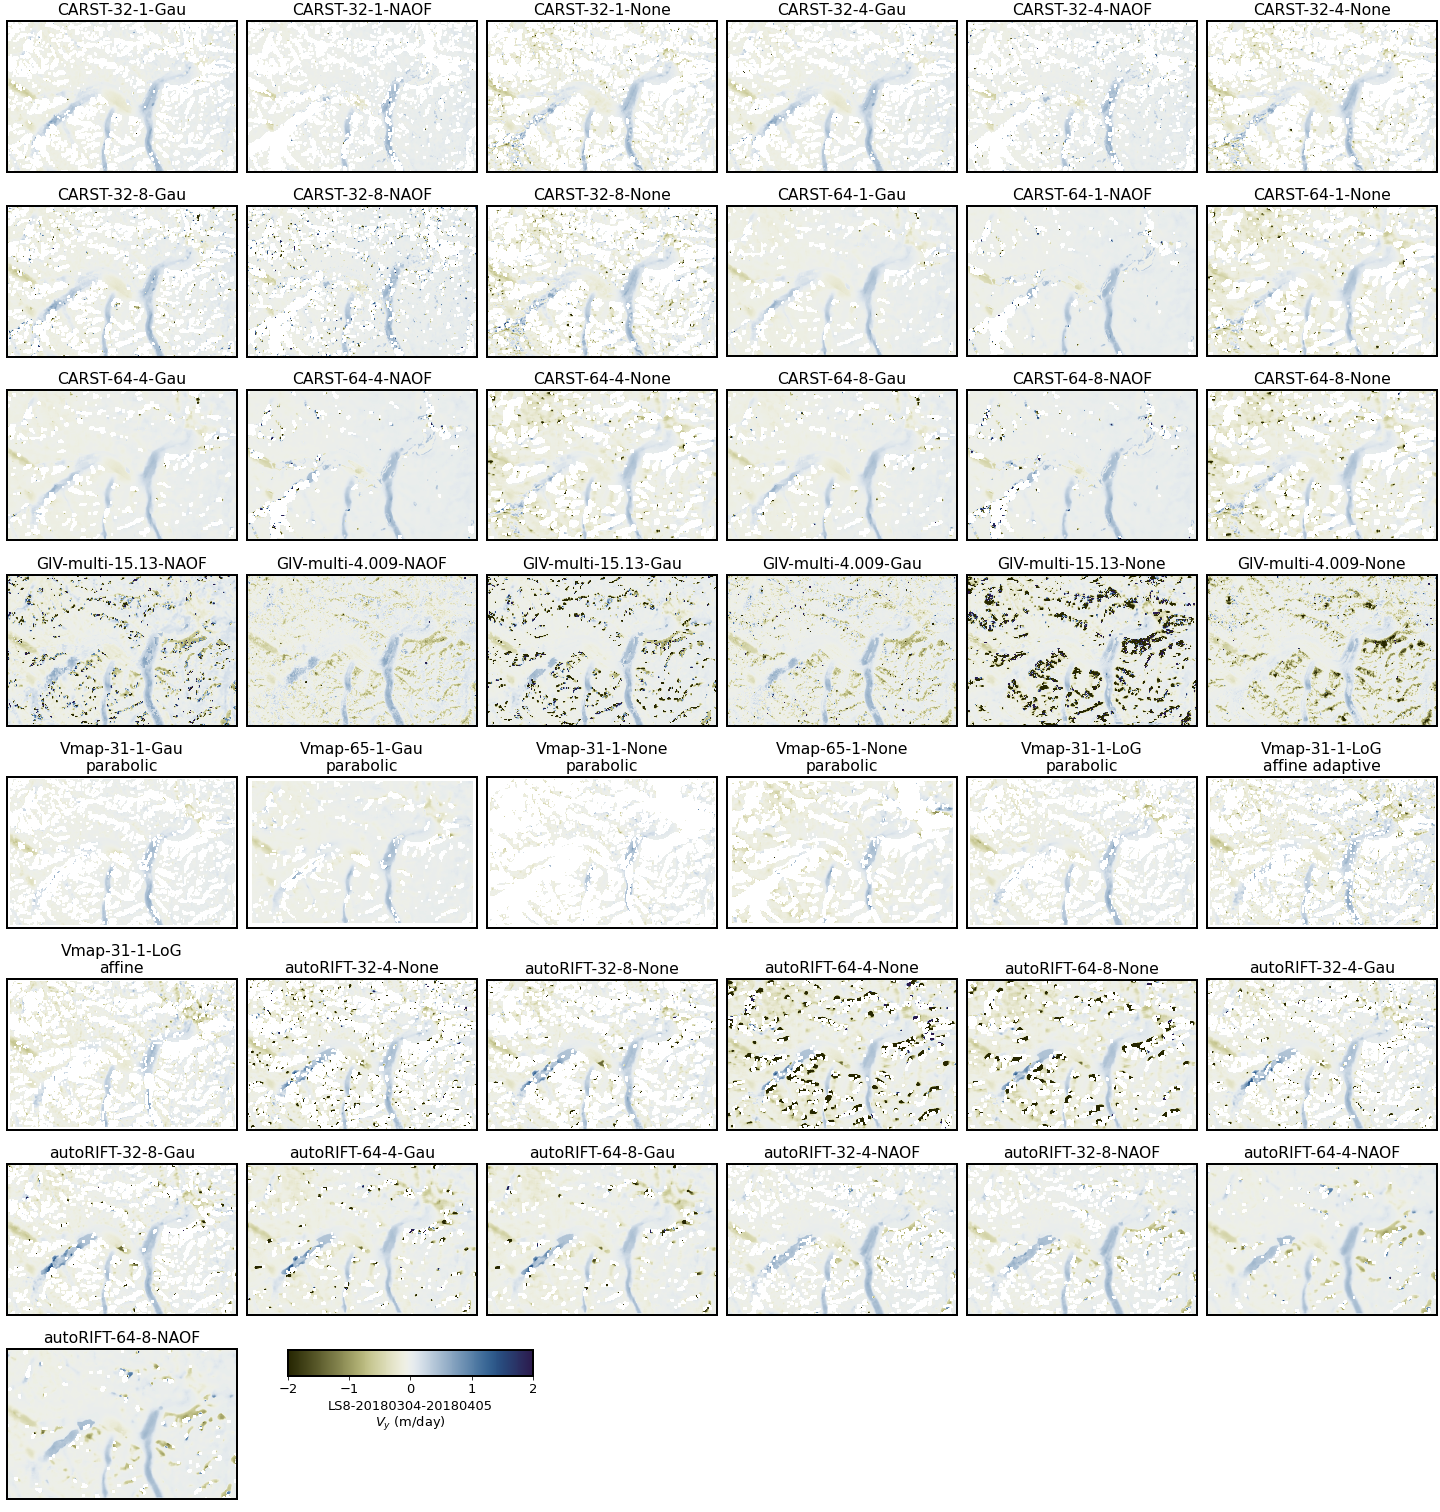 CARST-32-1-Gau
CARST-32-1-NAOF
CARST-32-1-None
CARST-32-4-Gau
CARST-32-4-NAOF
CARST-32-4-None
CARST-32-8-Gau
CARST-32-8-NAOF
CARST-32-8-None
CARST-64-1-Gau
CARST-64-1-NAOF
CARST-64-1-None
CARST-64-4-Gau
CARST-64-4-NAOF
CARST-64-4-None
CARST-64-8-Gau
CARST-64-8-NAOF
CARST-64-8-None
GIV-multi-15.13-NAOF
GIV-multi-4.009-NAOF
GIV-multi-15.13-Gau
GIV-multi-4.009-Gau
GIV-multi-15.13-None
GIV-multi-4.009-None
Vmap-31-1-Gau
parabolic
Vmap-65-1-Gau
parabolic
Vmap-31-1-None
parabolic
Vmap-65-1-None
parabolic
Vmap-31-1-LoG
parabolic
Vmap-31-1-LoG
affine adaptive
Vmap-31-1-LoG
affine
autoRIFT-32-4-None
autoRIFT-32-8-None
autoRIFT-64-4-None
autoRIFT-64-8-None
autoRIFT-32-4-Gau
autoRIFT-32-8-Gau
autoRIFT-64-4-Gau
autoRIFT-64-8-Gau
autoRIFT-32-4-NAOF
autoRIFT-32-8-NAOF
autoRIFT-64-4-NAOF
autoRIFT-64-8-NAOF
−2 −1 0 1 2
LS8-20180304-20180405
Vy (m/day)